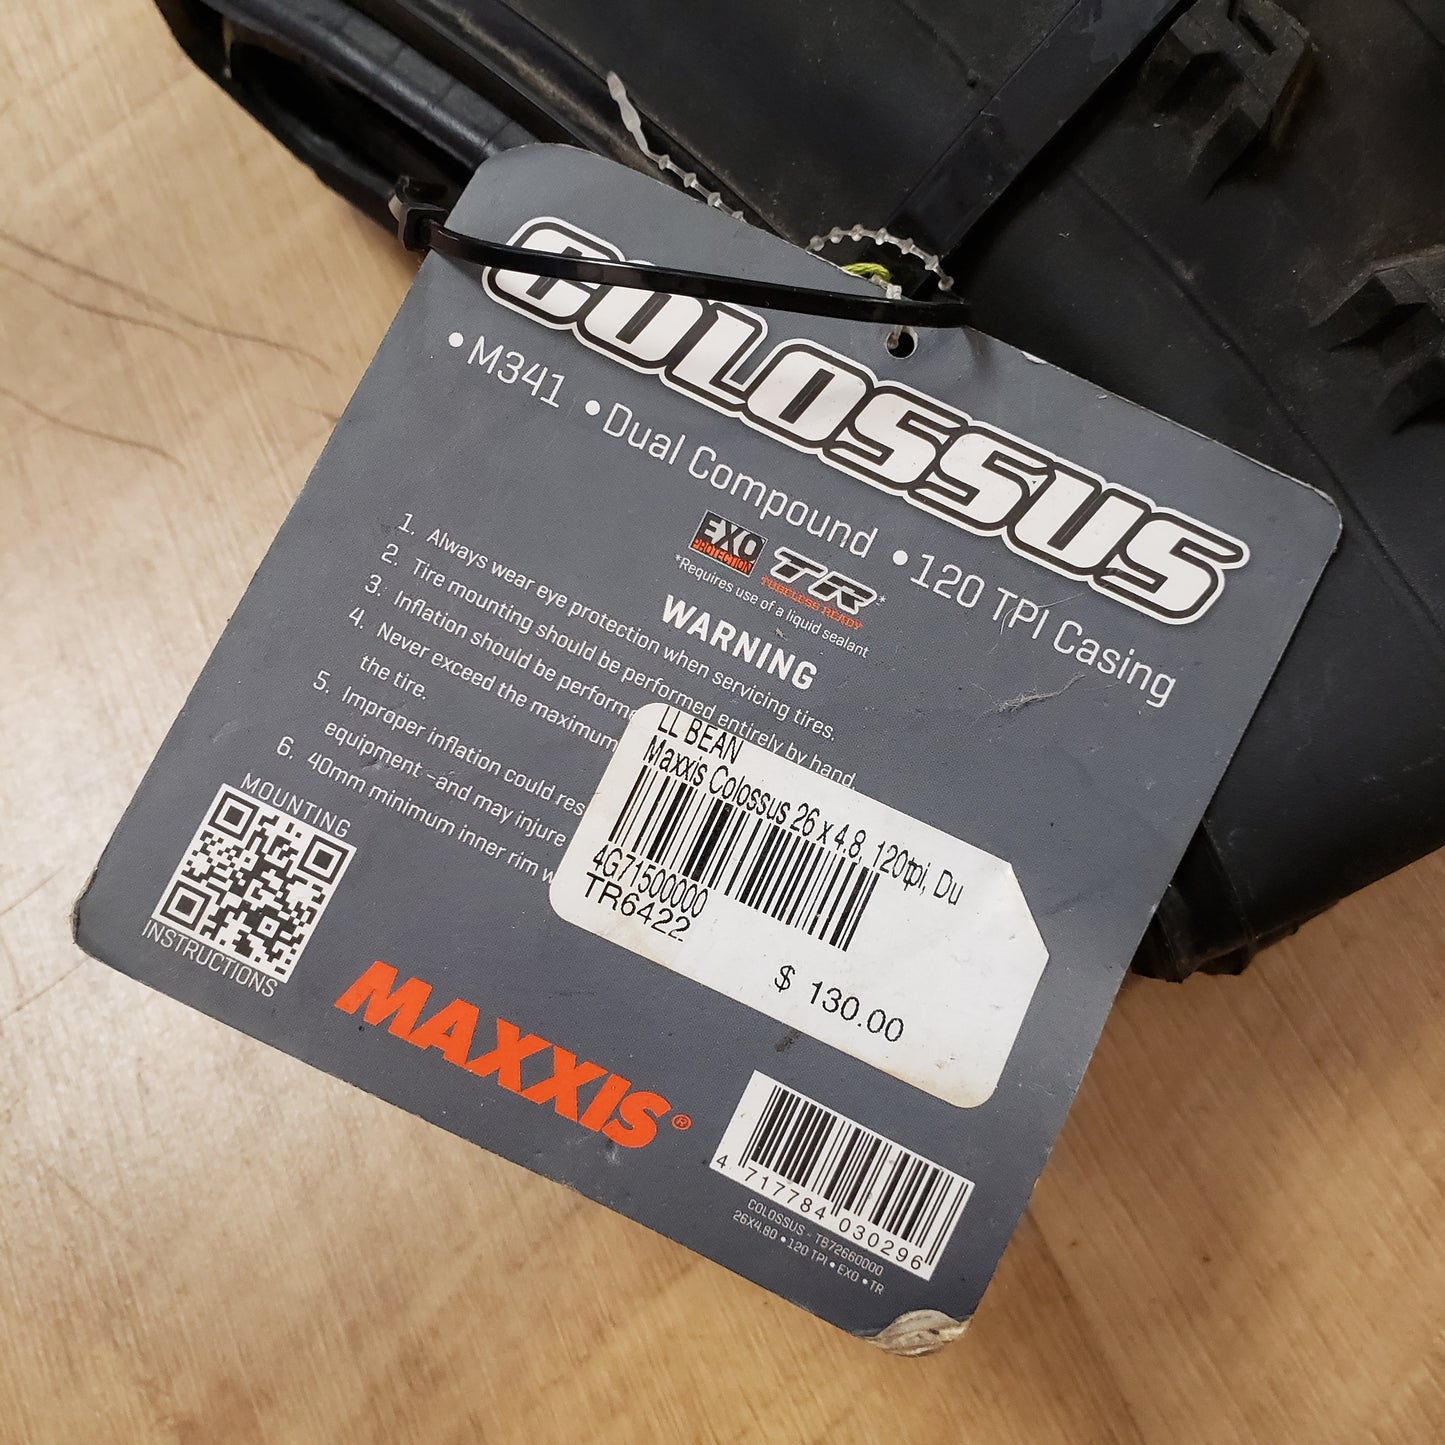 COLOSSUS
• M341 • Dual Compound • 120 TPI Casing
EXO
PROTECTION
TR*
TUBELESS READY
*Requires use of a liquid sealant
WARNING
1. Always wear eye protection when servicing tires.
2. Tire mounting should be performed entirely by hand.
3. Inflation should be performe
4. Never exceed the maximum
the tire.
5. Improper inflation could res
equipment –and may injure
6. 40mm minimum inner rim w
MOUNTING
INSTRUCTIONS
LL BEAN
Maxxis Colossus 26 x 4.8, 120tpi, Du
4G71500000
TR6422
$ 130.00
MAXXIS®
4 717784 030296
COLOSSUS - TB72660000
26X4.80 • 120 TPI • EXO • TR